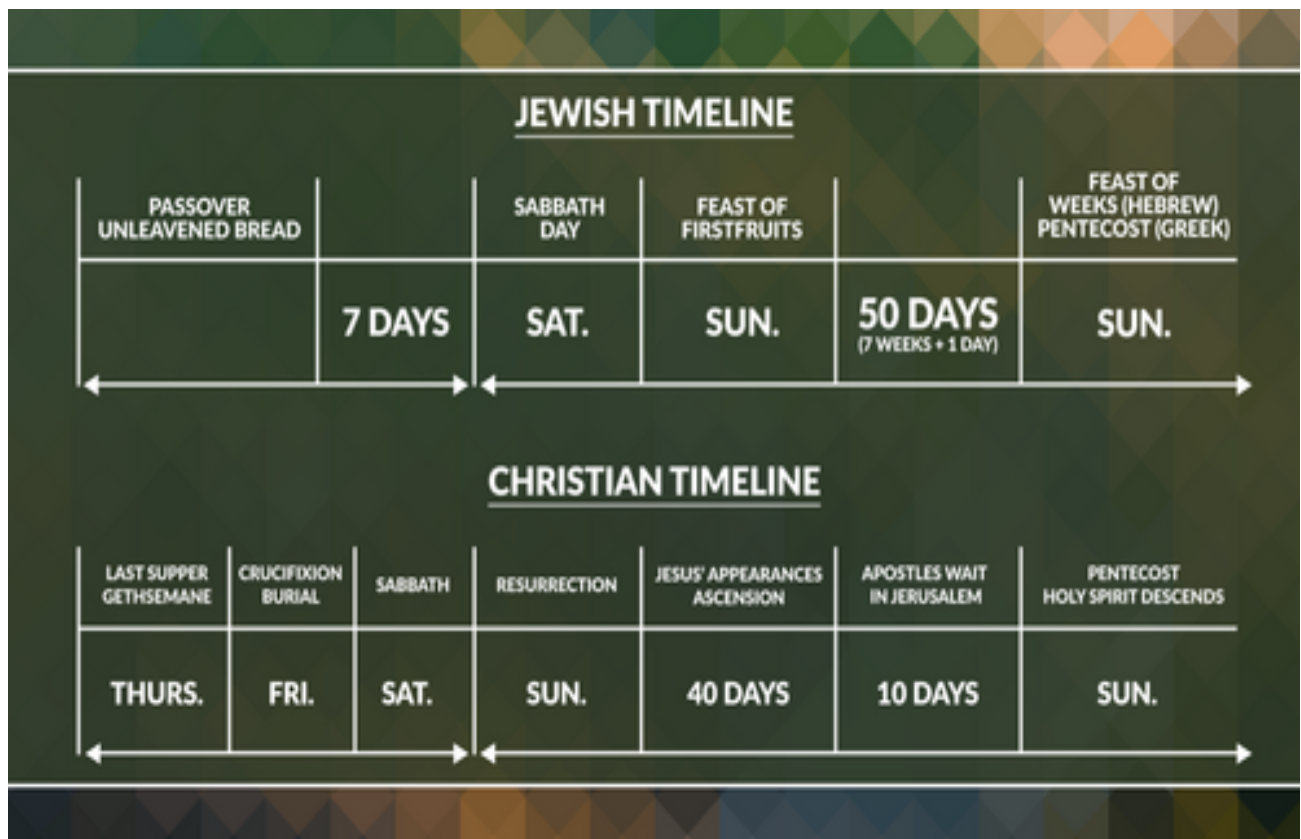 JEWISH TIMELINE
PASSOVER
UNLEAVENED BREAD
SABBATH
DAY
FEAST OF
FIRSTFRUITS
FEAST OF
WEEKS (HEBREW)
PENTECOST (GREEK)
7 DAYS
SAT.
SUN.
50 DAYS
(7 WEEKS + 1 DAY)
SUN.
CHRISTIAN TIMELINE
LAST SUPPER
GETHSEMANE
CRUCIFIXION
BURIAL
SABBATH
RESURRECTION
JESUS' APPEARANCES
ASCENSION
APOSTLES WAIT
IN JERUSALEM
PENTECOST
HOLY SPIRIT DESCENDS
THURS.
FRI.
SAT.
SUN.
40 DAYS
10 DAYS
SUN.